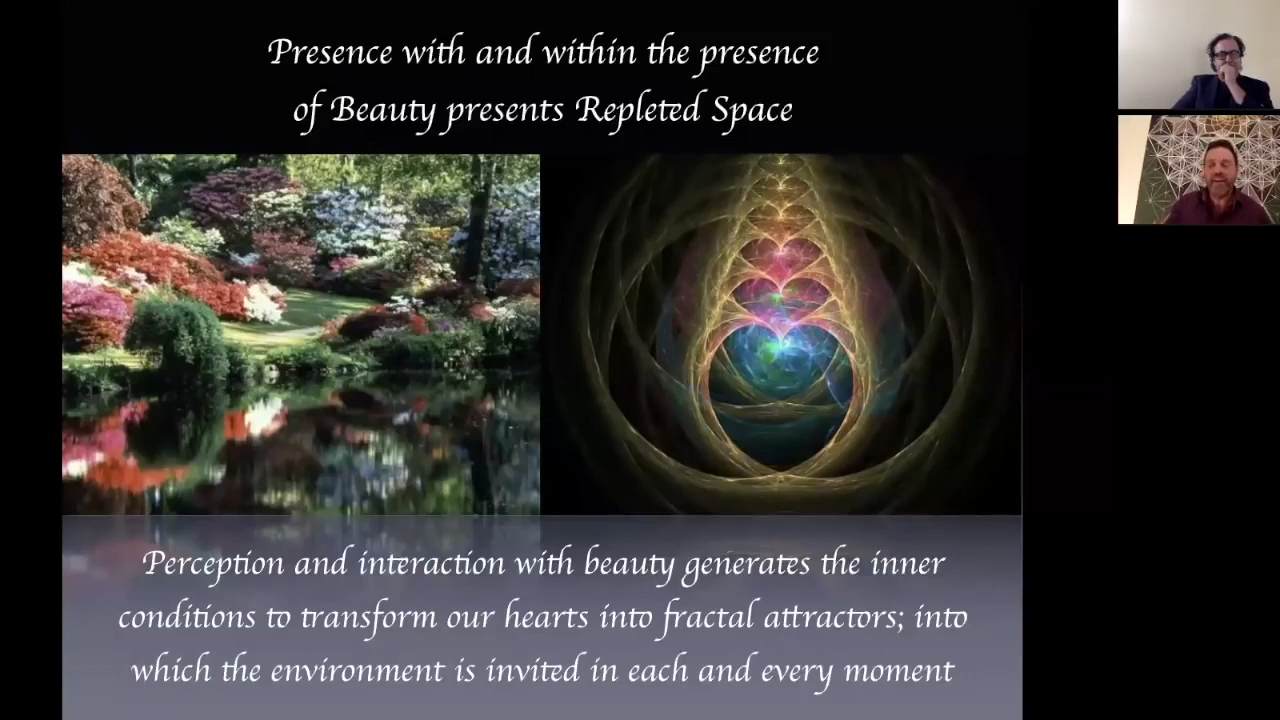 Presence with and within the presence
of Beauty presents Repleted Space
Perception and interaction with beauty generates the inner
conditions to transform our hearts into fractal attractors; into
which the environment is invited in each and every moment